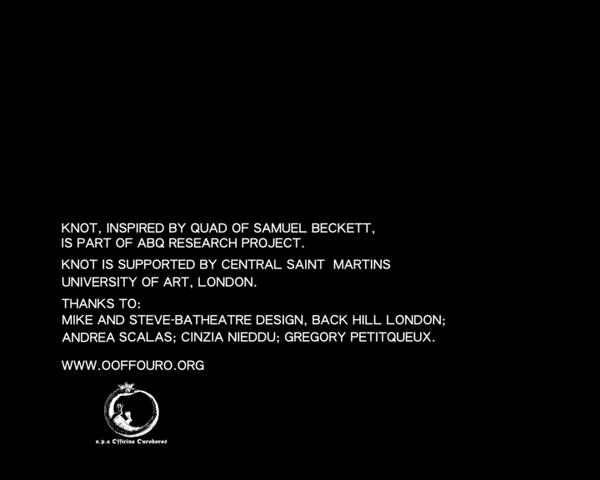 KNOT, INSPIRED BY QUAD OF SAMUEL BECKETT,
IS PART OF ABQ RESEARCH PROJECT.
KNOT IS SUPPORTED BY CENTRAL SAINT MARTINS
UNIVERSITY OF ART, LONDON.
THANKS TO:
MIKE AND STEVE-BATHEATRE DESIGN, BACK HILL LONDON;
ANDREA SCALAS; CINZIA NIEDDU; GREGORY PETITQUEUX.
WWW.OOFFOURO.ORG
u.p.a Officina Ouroboros